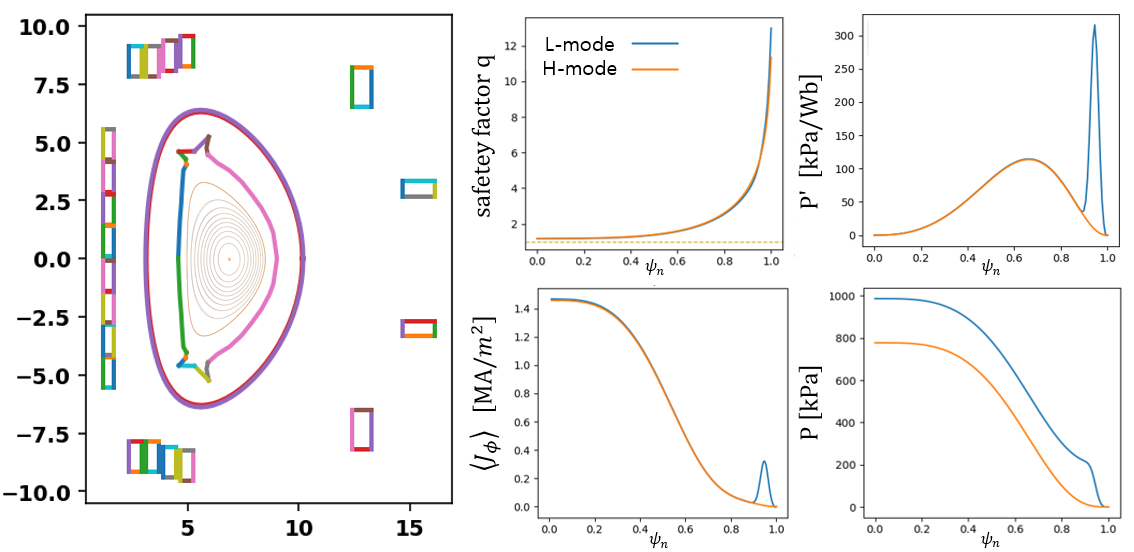 10.0
7.5
5.0
2.5
0.0
−2.5
−5.0
−7.5
−10.0
5 10 15
safetey factor q
12
10
8
6
4
2
L-mode
H-mode
0.0 0.2 0.4 0.6 0.8 1.0
ψn
P' [kPa/Wb]
300
250
200
150
100
50
0
0.0 0.2 0.4 0.6 0.8 1.0
ψn
⟨Jϕ⟩ [MA/m²]
1.4
1.2
1.0
0.8
0.6
0.4
0.2
0.0
0.0 0.2 0.4 0.6 0.8 1.0
ψn
P [kPa]
1000
800
600
400
200
0
0.0 0.2 0.4 0.6 0.8 1.0
ψn